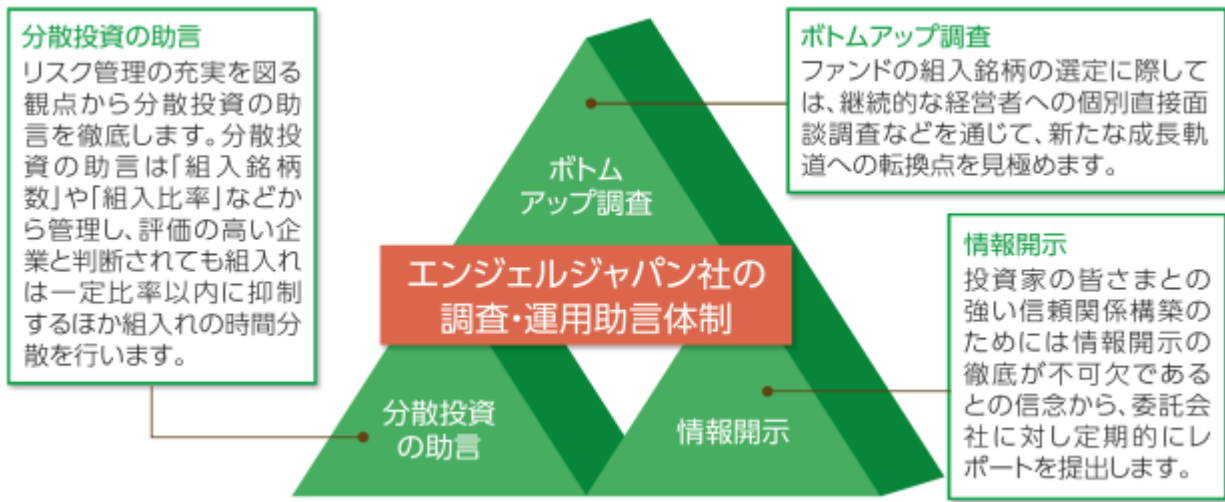 分散投資の助言
リスク管理の充実を図る
観点から分散投資の助
言を徹底します。分散投
資の助言は「組入銘柄
数」や「組入比率」などか
ら管理し、評価の高い企
業と判断されても組入れ
は一定比率以内に抑制
するほか組入れの時間分
散を行います。
ボトムアップ調査
ファンドの組入銘柄の選定に際して
は、継続的な経営者への個別直接面
談調査などを通じて、新たな成長軌
道への転換点を見極めます。
ボトム
アップ調査
エンジェルジャパン社の
調査・運用助言体制
分散投資
の助言
情報開示
情報開示
投資家の皆さまとの
強い信頼関係構築の
ためには情報開示の
徹底が不可欠である
との信念から、委託会
社に対し定期的にレ
ポートを提出します。